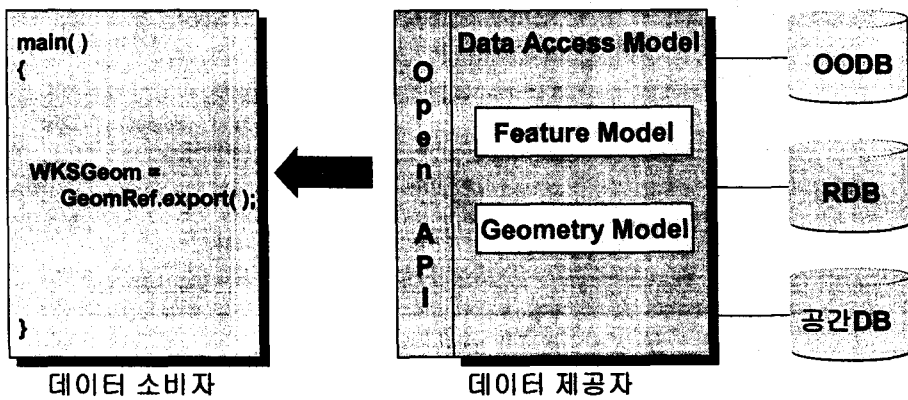 main( )
{
WKSGeom =
GeomRef.export( );
}
데이터 소비자
Open API
Data Access Model
Feature Model
Geometry Model
데이터 제공자
OODB
RDB
공간DB